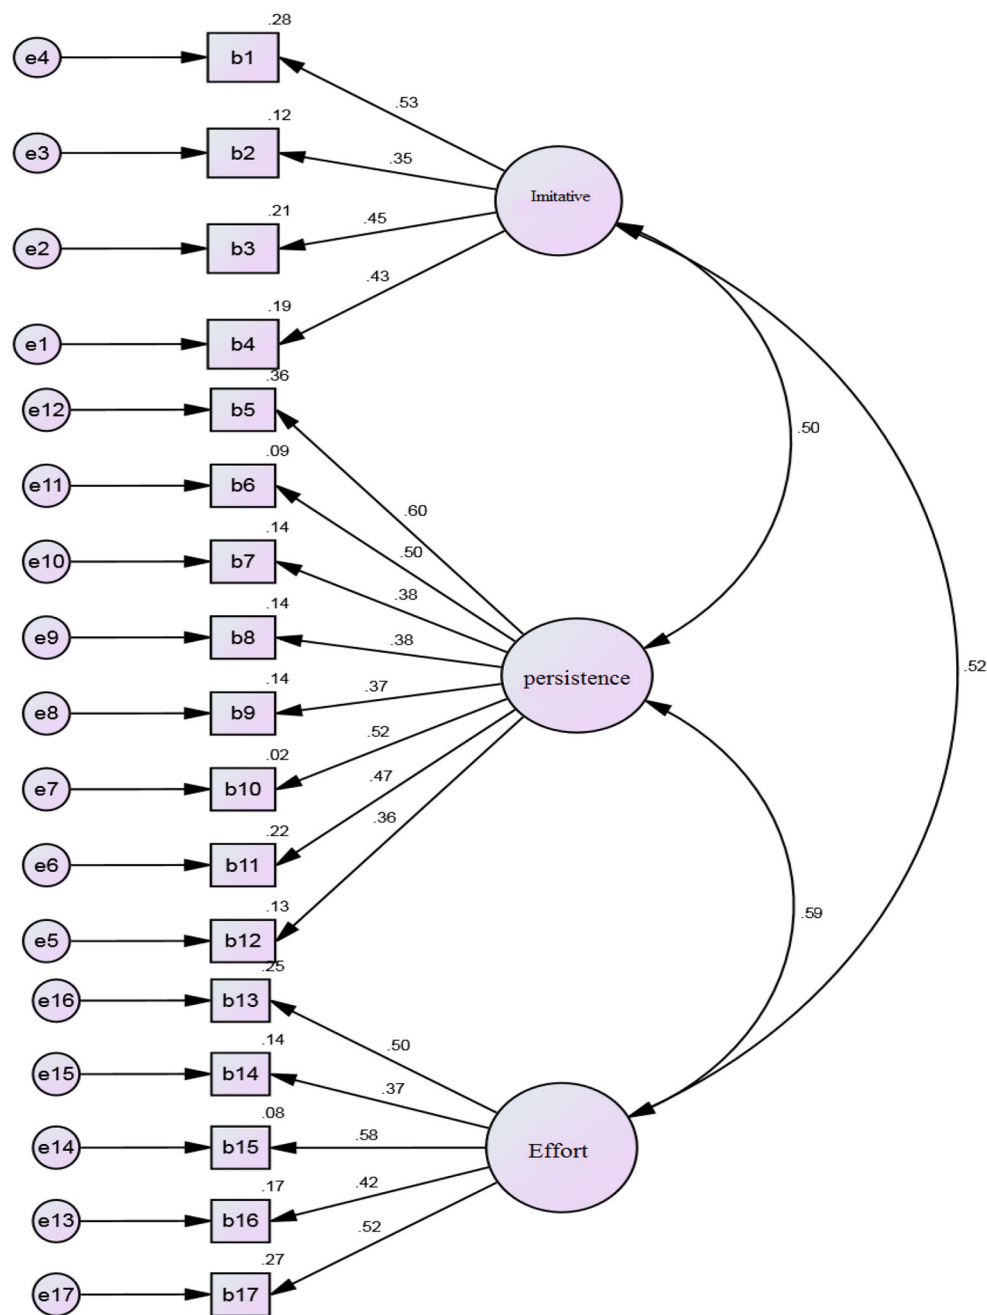 .28
e4 b1
.53
.12
e3 b2 .35
Imitative
.21
e2 b3 .45
.43
.19
e1 b4
.36
e12 b5
.50
.09
e11 b6
.60
.50
.14
e10 b7
.38
.14
e9 b8 .38
persistence
.52
.14
e8 b9 .37
.52
.02
e7 b10 .47
.36
.22
e6 b11
.13
e5 b12
.59
.25
e16 b13
.50
.14
e15 b14 .37
.08
e14 b15 .58
Effort
.17
e13 b16 .42
.52
.27
e17 b17